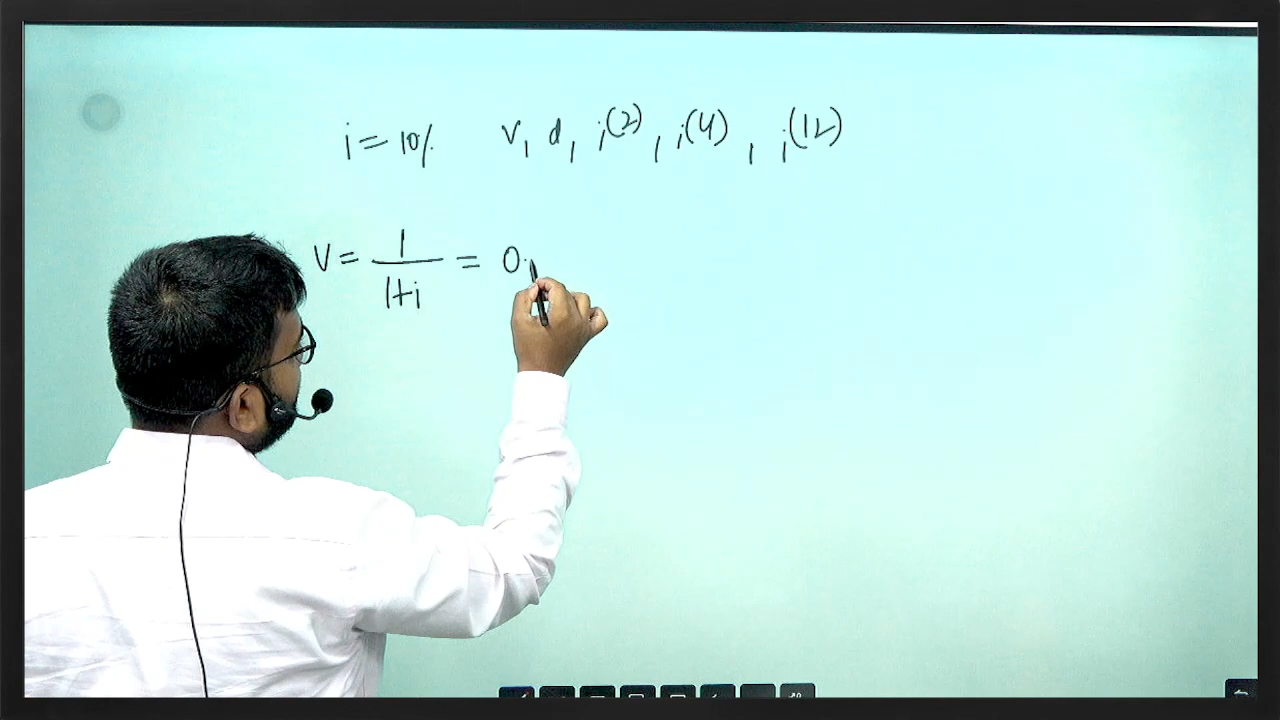 i = 10% v, d, i(2), i(4), i(12)
v = 1/1+i = 0.